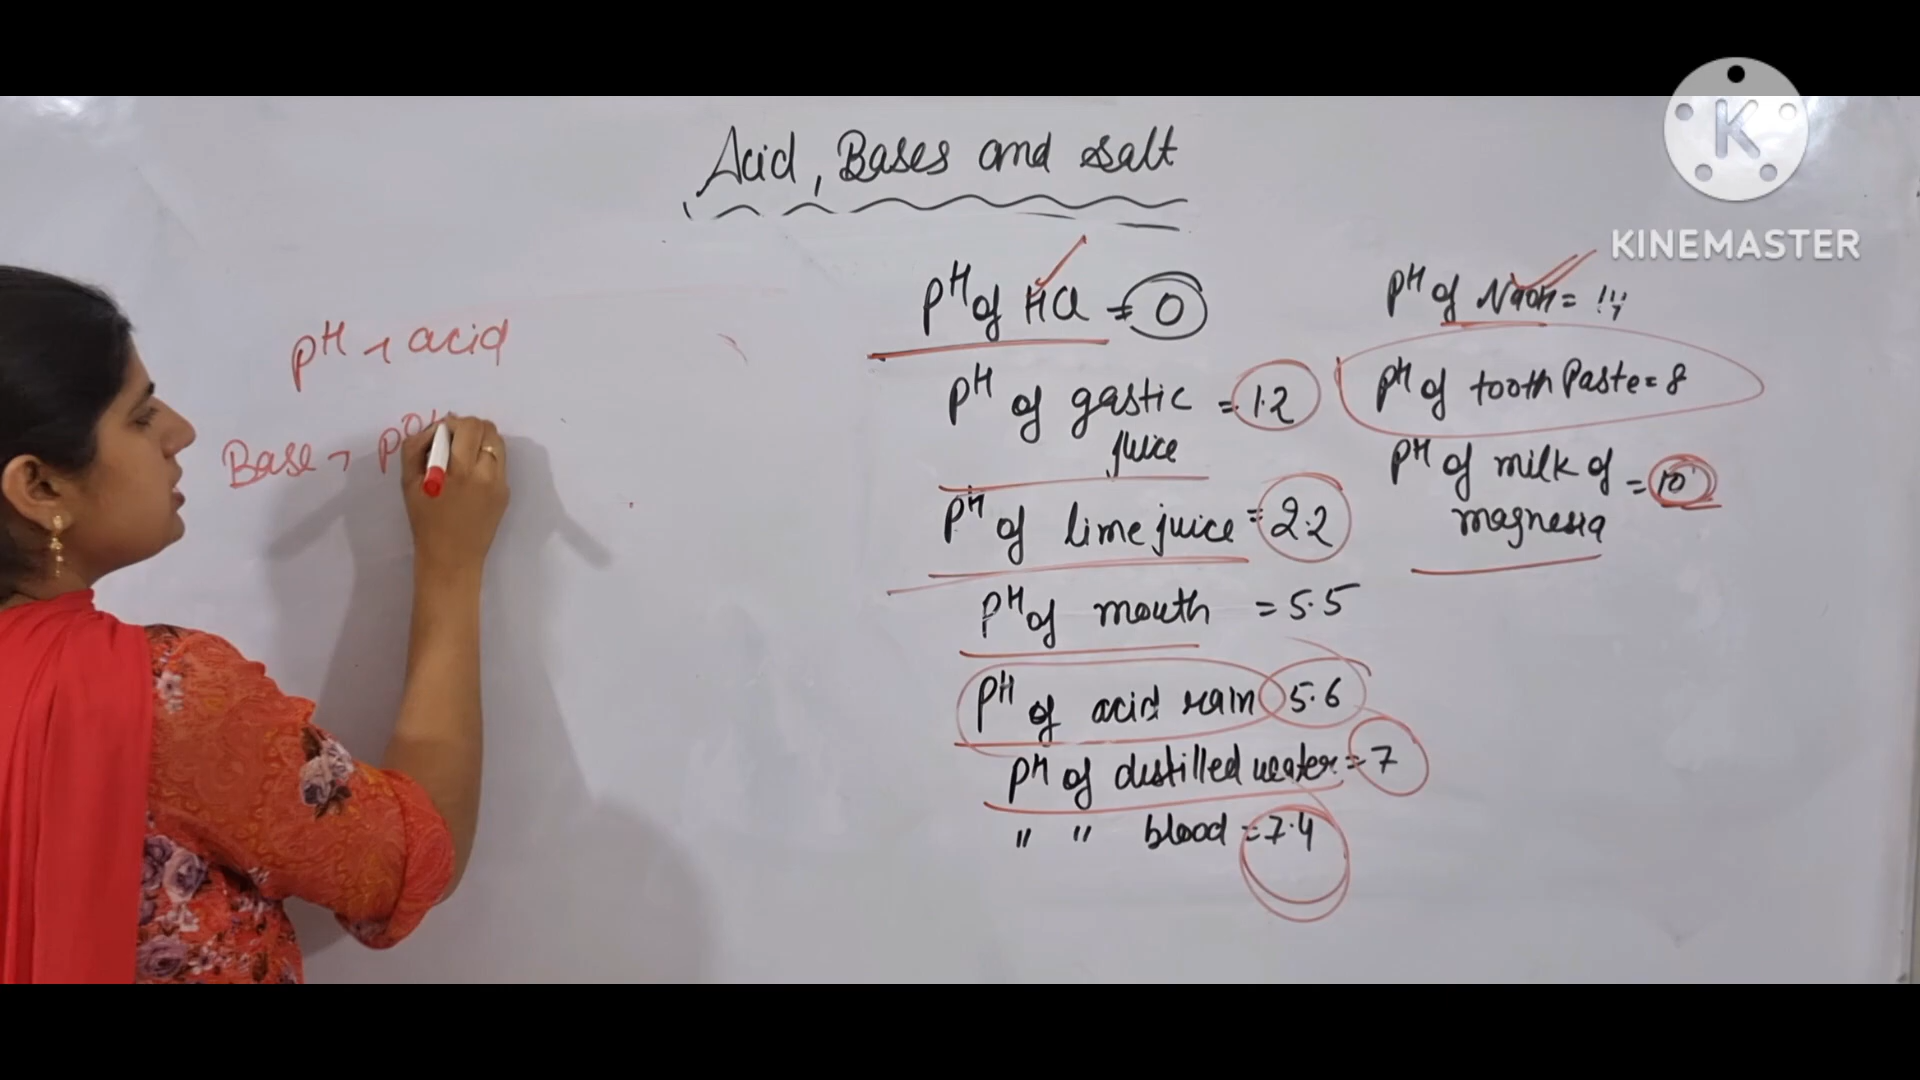 Acid, Bases and salt
pH → acid
Base → pOH
pH of HCl = 0
pH of gastic
juice = 1.2
pH of lime juice = 2.2
pH of mouth = 5.5
pH of acid rain 5.6
pH of distilled water = 7
" " blood = 7.4
pH of NaOH =
pH of tooth Paste = 8
pH of milk of
magnesia = 10
K
KINEMASTER